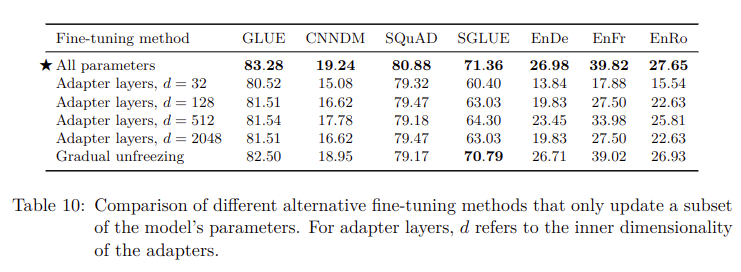 Fine-tuning method GLUE CNNDM SQuAD SGLUE EnDe EnFr EnRo
★ All parameters 83.28 19.24 80.88 71.36 26.98 39.82 27.65
Adapter layers, d = 32 80.52 15.08 79.32 60.40 13.84 17.88 15.54
Adapter layers, d = 128 81.51 16.62 79.47 63.03 19.83 27.50 22.63
Adapter layers, d = 512 81.54 17.78 79.18 64.30 23.45 33.98 25.81
Adapter layers, d = 2048 81.51 16.62 79.47 63.03 19.83 27.50 22.63
Gradual unfreezing 82.50 18.95 79.17 70.79 26.71 39.02 26.93
Table 10: Comparison of different alternative fine-tuning methods that only update a subset
of the model's parameters. For adapter layers, d refers to the inner dimensionality
of the adapters.